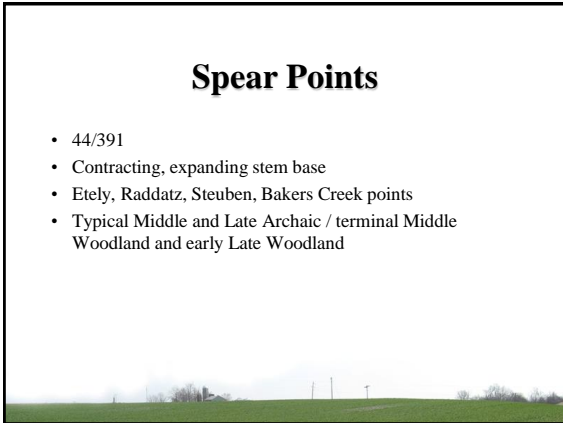 Spear Points
• 44/391
• Contracting, expanding stem base
• Etely, Raddatz, Steuben, Bakers Creek points
• Typical Middle and Late Archaic / terminal Middle
Woodland and early Late Woodland